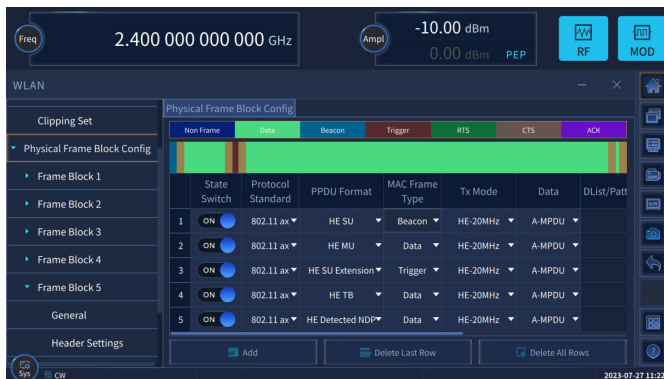 Freq
2.400 000 000 000 GHz
Ampl
-10.00 dBm
0.00 dBm PEP
RF
MOD
WLAN
Clipping Set
Physical Frame Block Config
Frame Block 1
Frame Block 2
Frame Block 3
Frame Block 4
Frame Block 5
General
Header Settings
Physical Frame Block Config
Non Frame Data Beacon Trigger RTS CTS ACK
State Switch Protocol Standard PPDU Format MAC Frame Type Tx Mode Data DList/Patt
1 ON 802.11 ax HE SU Beacon HE-20MHz A-MPDU
2 ON 802.11 ax HE MU Data HE-20MHz A-MPDU
3 ON 802.11 ax HE SU Extension Trigger HE-20MHz A-MPDU
4 ON 802.11 ax HE TB Data HE-20MHz A-MPDU
5 ON 802.11 ax HE Detected NDP Data HE-20MHz A-MPDU
Add Delete Last Row Delete All Rows
Sys
CW
2023-07-27 11:22